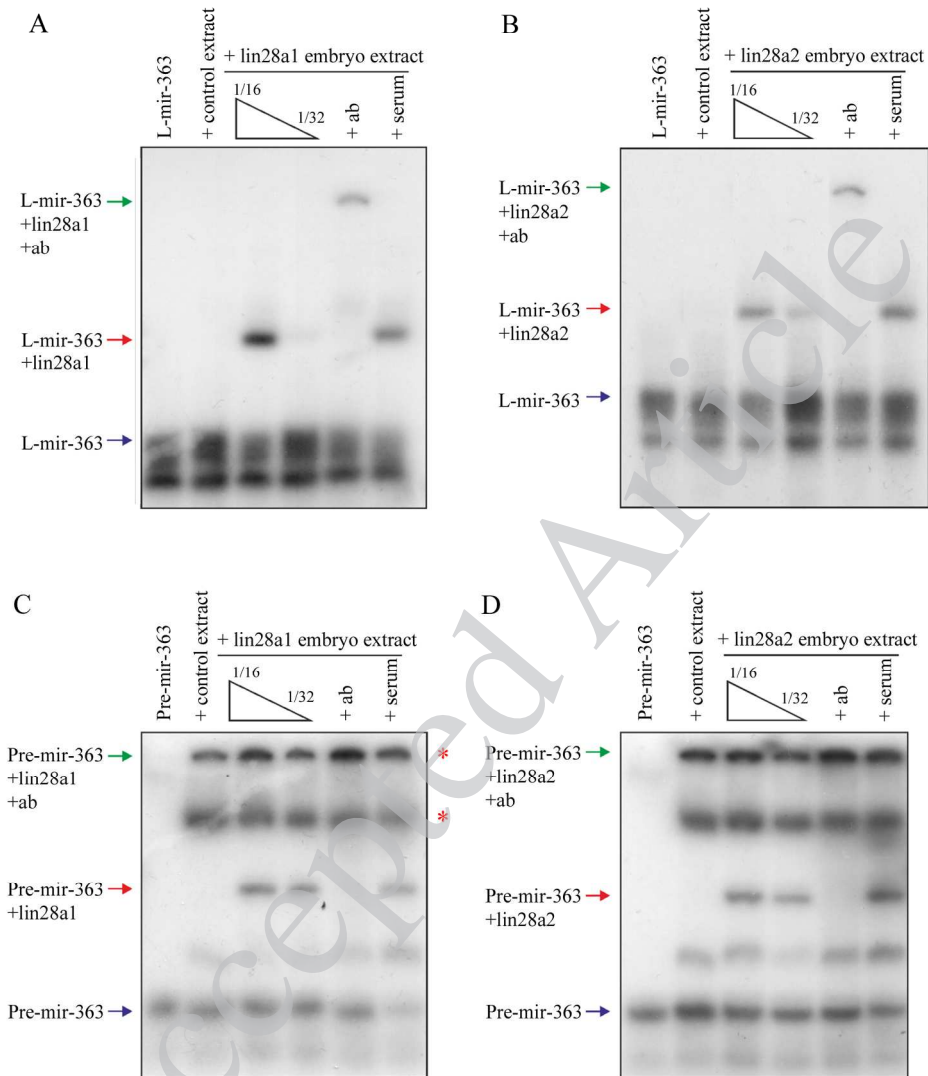 A
L-mir-363
+ control extract
+ lin28a1 embryo extract
1/16
1/32
+ ab
+ serum
L-mir-363
+lin28a1
+ab
L-mir-363
+lin28a1
L-mir-363
B
L-mir-363
+ control extract
+ lin28a2 embryo extract
1/16
1/32
+ ab
+ serum
L-mir-363
+lin28a2
+ab
L-mir-363
+lin28a2
L-mir-363
C
Pre-mir-363
+ control extract
+ lin28a1 embryo extract
1/16
1/32
+ ab
+ serum
Pre-mir-363
+lin28a1
+ab
*
*
Pre-mir-363
+lin28a1
Pre-mir-363
D
Pre-mir-363
+ control extract
+ lin28a2 embryo extract
1/16
1/32
+ ab
+ serum
Pre-mir-363
+lin28a2
+ab
Pre-mir-363
+lin28a2
Pre-mir-363
ccepted Article